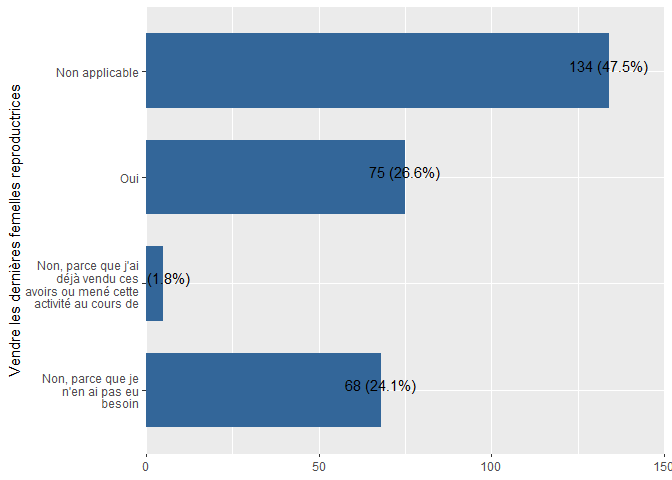 Vendre les dernières femelles reproductrices
Non applicable
134 (47.5%)
Oui
75 (26.6%)
Non, parce que j'ai
déjà vendu ces
avoirs ou mené cette
activité au cours de
(1.8%)
Non, parce que je
n'en ai pas eu
besoin
68 (24.1%)
0
50
100
150